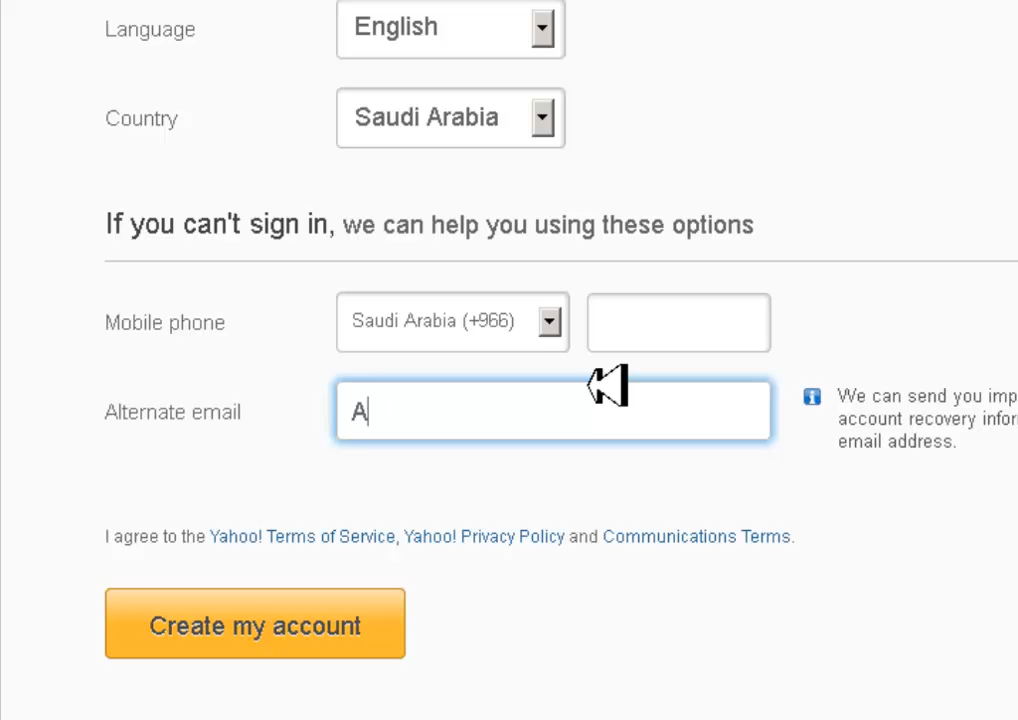 Language English
Country Saudi Arabia
If you can't sign in, we can help you using these options
Mobile phone Saudi Arabia (+966)
Alternate email A
We can send you
account recovery
email address.
I agree to the Yahoo! Terms of Service, Yahoo! Privacy Policy and Communications Terms.
Create my account